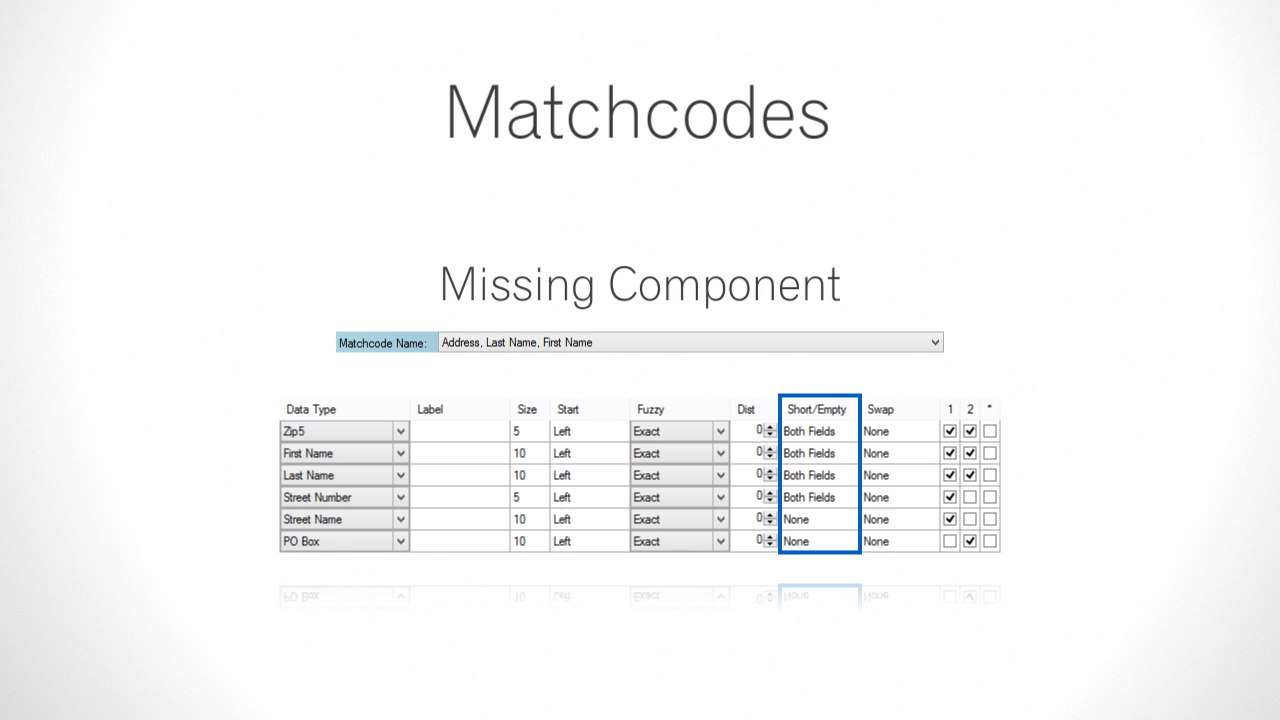 Matchcodes
Missing Component
Matchcode Name: Address, Last Name, First Name
Data Type Label Size Start Fuzzy Dist Short/Empty Swap 1 2 *
Zip5 5 Left Exact 0 Both Fields None
First Name 10 Left Exact 0 Both Fields None
Last Name 10 Left Exact 0 Both Fields None
Street Number 5 Left Exact 0 Both Fields None
Street Name 10 Left Exact 0 None None
PO Box 10 Left Exact 0 None None